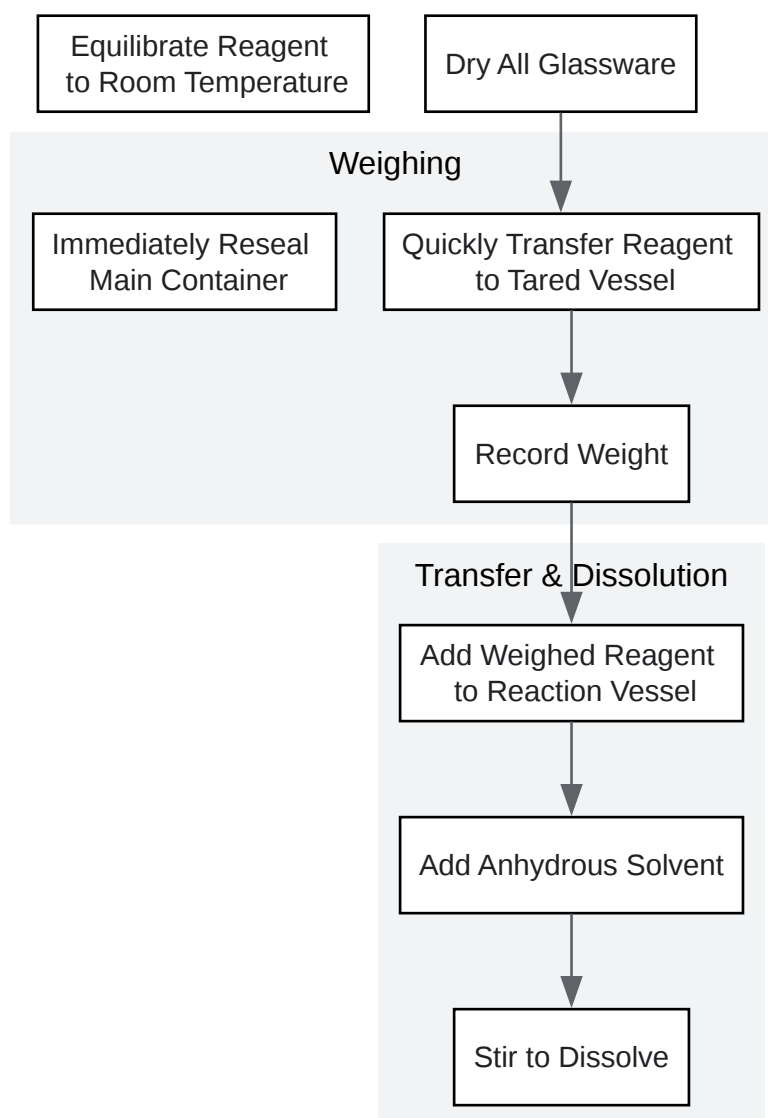 Equilibrate Reagent
to Room Temperature
Dry All Glassware
Weighing
Immediately Reseal
Main Container
Quickly Transfer Reagent
to Tared Vessel
Record Weight
Transfer & Dissolution
Add Weighed Reagent
to Reaction Vessel
Add Anhydrous Solvent
Stir to Dissolve